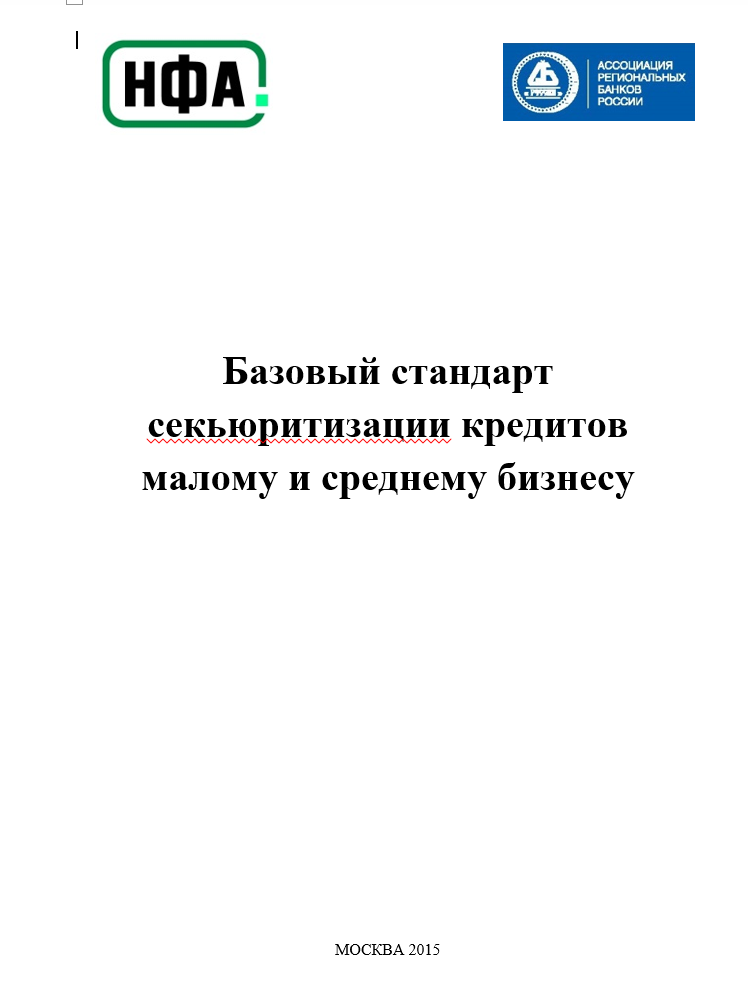 НФА
АССОЦИАЦИЯ
РЕГИОНАЛЬНЫХ
БАНКОВ
РОССИИ
Базовый стандарт
секьюритизации кредитов
малому и среднему бизнесу
МОСКВА 2015